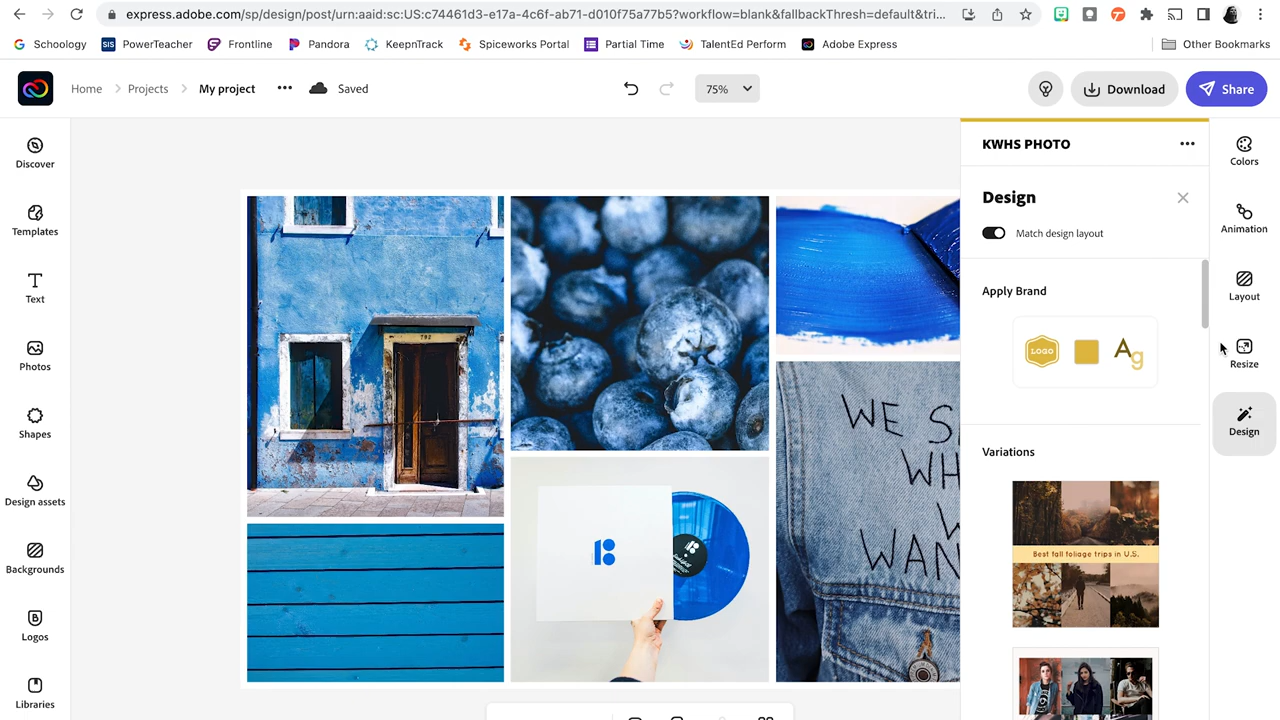 express.adobe.com/sp/design/post/urn:aaid:sc:US:c74461d3-e17a-4c6f-ab71-d010f75a77b5?workflow=blank&fallbackThresh=default&tri...
Schoology
SIS PowerTeacher
Frontline
Pandora
KeepnTrack
Spiceworks Portal
Partial Time
TalentEd Perform
Adobe Express
Other Bookmarks
Home
Projects
My project
Saved
75%
Download
Share
Discover
Templates
Text
Photos
Shapes
Design assets
Backgrounds
Logos
Libraries
792
WE S
WH
W
WAN
KWHS PHOTO
Design
Match design layout
Apply Brand
LOGO
Ag
Variations
Best fall foliage trips in U.S.
Colors
Animation
Layout
Resize
Design